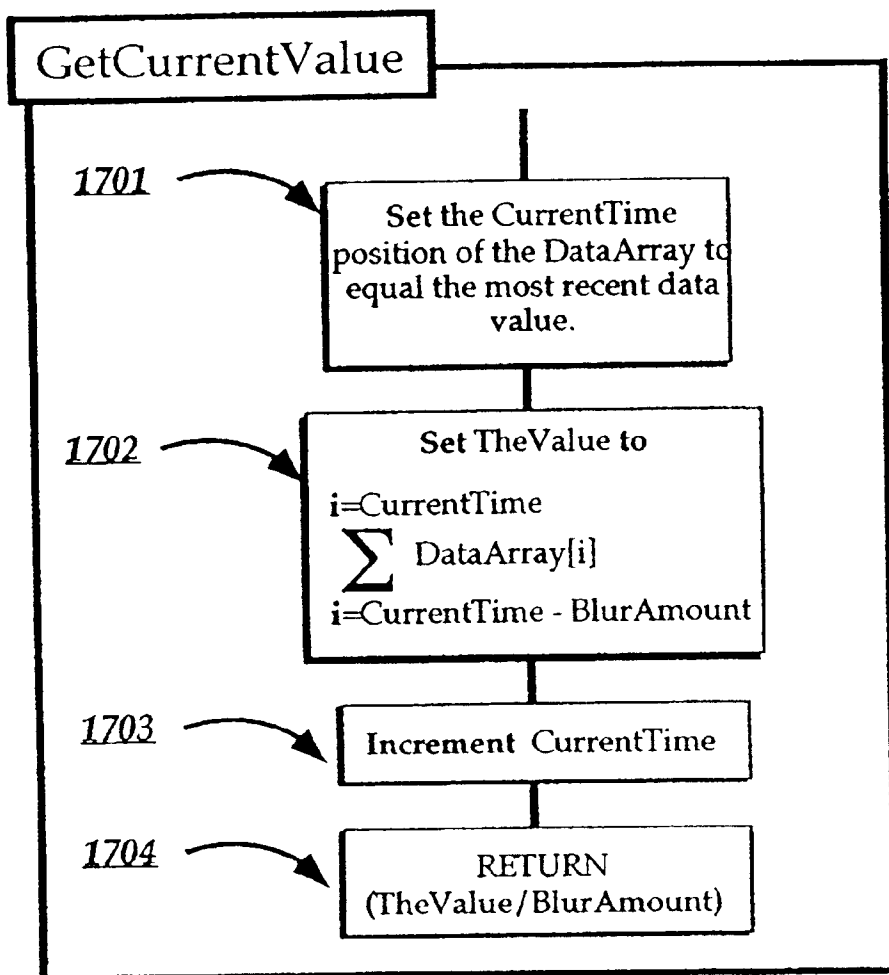 GetCurrentValue
1701
Set the CurrentTime
position of the DataArray to
equal the most recent data
value.
1702
Set TheValue to
i=CurrentTime
∑ DataArray[i]
i=CurrentTime - BlurAmount
1703
Increment CurrentTime
1704
RETURN
(TheValue/BlurAmount)